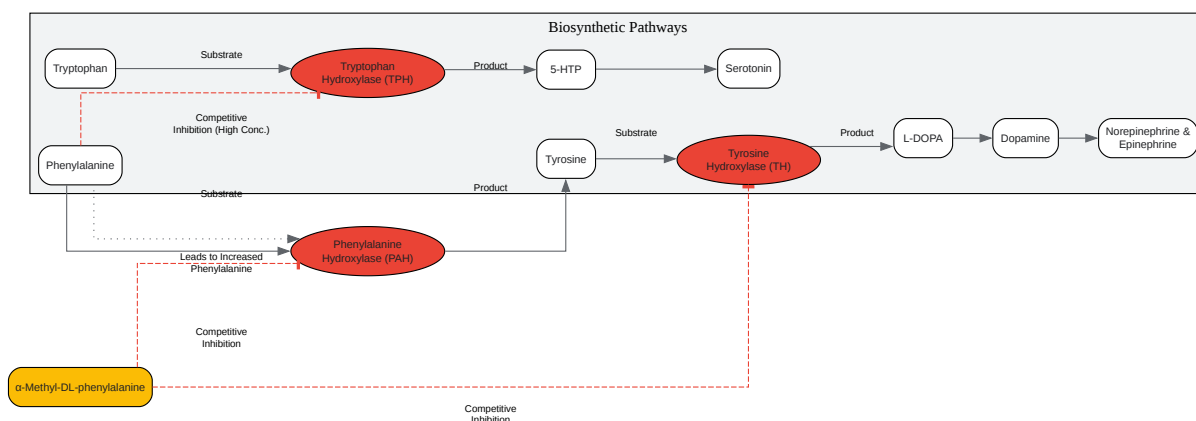 Biosynthetic Pathways
Substrate
Tryptophan
Tryptophan
Hydroxylase (TPH)
Product
5-HTP
Serotonin
Competitive
Inhibition (High Conc.)
Phenylalanine
Tyrosine
Substrate
Tyrosine
Hydroxylase (TH)
Product
L-DOPA
Dopamine
Norepinephrine &
Epinephrine
Substrate
Product
Phenylalanine
Hydroxylase (PAH)
Leads to Increased
Phenylalanine
Competitive
Inhibition
α-Methyl-DL-phenylalanine
Competitive
Inhibition